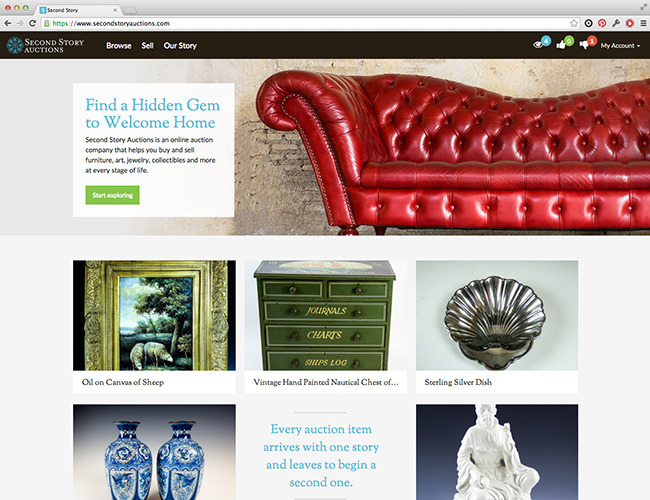 Second Story
https://www.secondstoryauctions.com
SECOND STORY
AUCTIONS
Browse Sell Our Story
4 0 1 My Account
Find a Hidden Gem
to Welcome Home
Second Story Auctions is an online auction
company that helps you buy and sell
furniture, art, jewelry, collectibles and more
at every stage of life.
Start exploring
JOURNALS
CHARTS
SHIPS LOG
Oil on Canvas of Sheep
Vintage Hand Painted Nautical Chest of...
Sterling Silver Dish
Every auction item
arrives with one story
and leaves to begin a
second one.